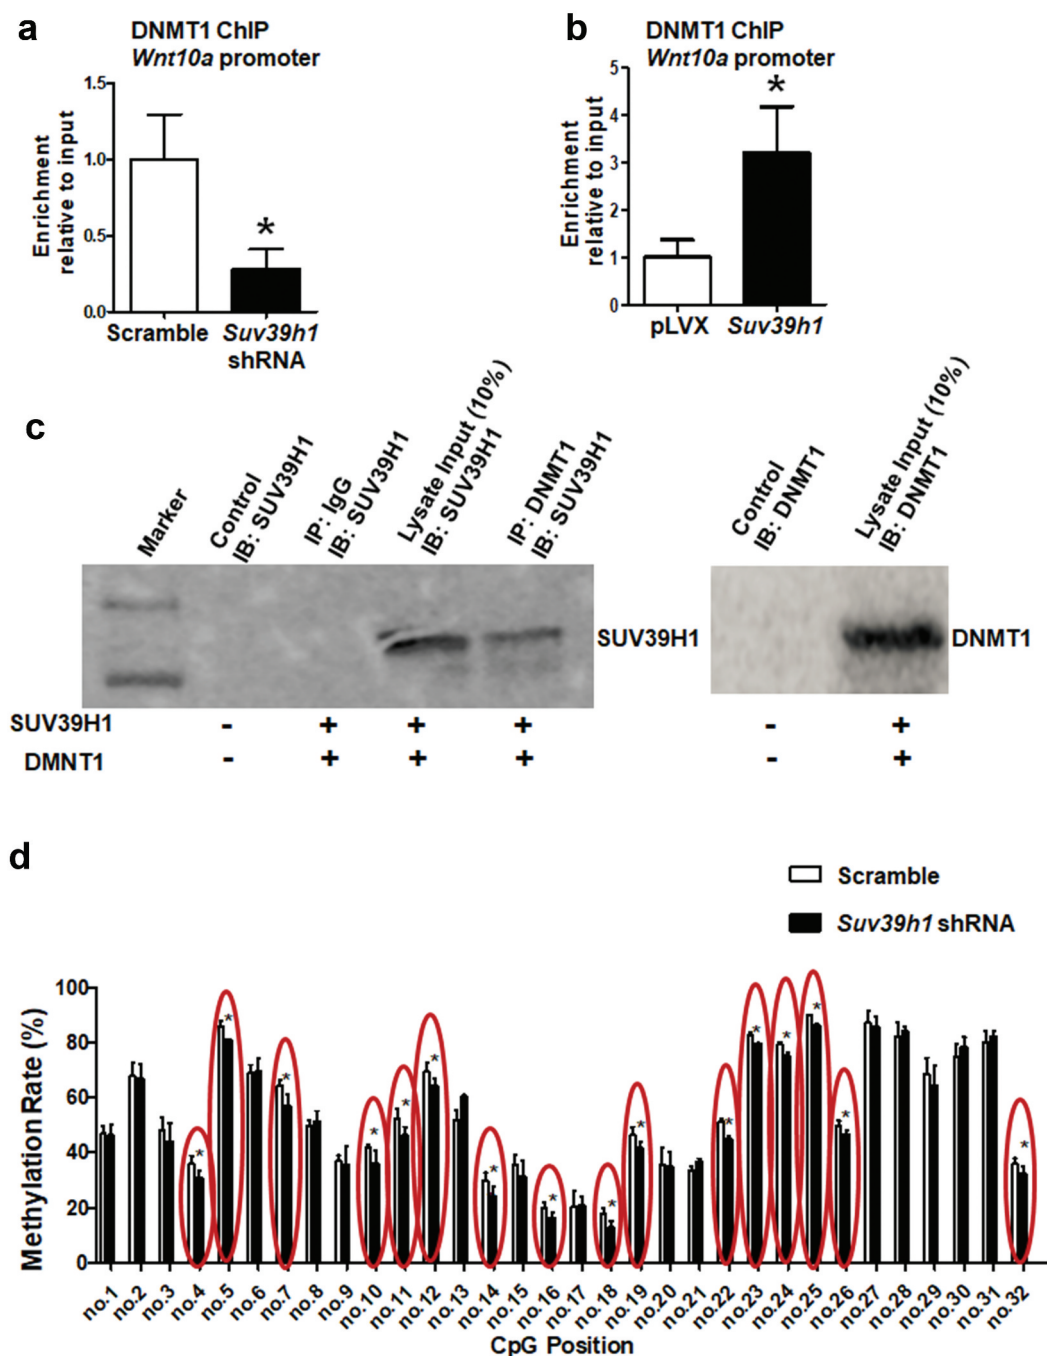 a
DNMT1 ChIP
Wnt10a promoter
Enrichment
relative to input
1.5
1.0
0.5
0.0
*
Scramble
Suv39h1
shRNA
b
DNMT1 ChIP
Wnt10a promoter
Enrichment
relative to input
5
4
3
2
1
0
*
pLVX
Suv39h1
c
Marker
Control
IB: SUV39H1
IP: IgG
IB: SUV39H1
Lysate Input (10%)
IB: SUV39H1
IP: DNMT1
IB: SUV39H1
Control
IB: DNMT1
Lysate Input (10%)
IB: DNMT1
SUV39H1
DNMT1
SUV39H1 - + + + - +
DMNT1 - + + + - +
d
Scramble
Suv39h1 shRNA
Methylation Rate (%)
100
80
60
40
20
0
* * * * * * * * * * * * * * * *
no.1 no.2 no.3 no.4 no.5 no.6 no.7 no.8 no.9 no.10 no.11 no.12 no.13 no.14 no.15 no.16 no.17 no.18 no.19 no.20 no.21 no.22 no.23 no.24 no.25 no.26 no.27 no.28 no.29 no.30 no.31 no.32
CpG Position